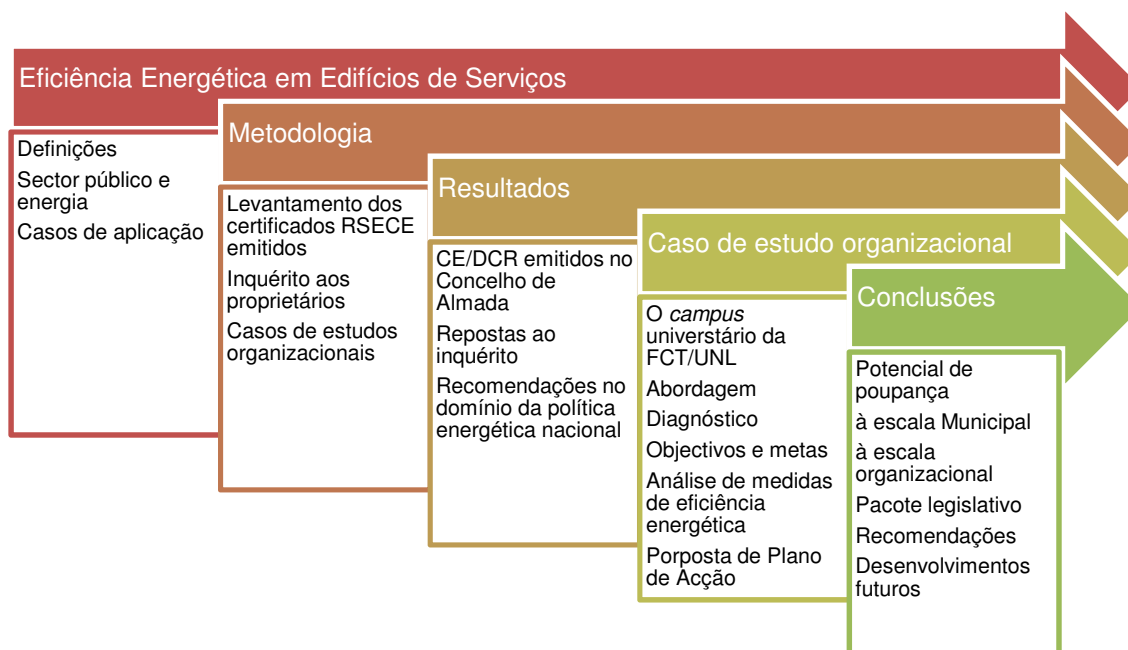 Eficiência Energética em Edifícios de Serviços
Definições
Sector público e
energia
Casos de aplicação
Metodologia
Levantamento dos
certificados RSECE
emitidos
Inquérito aos
proprietários
Casos de estudos
organizacionais
Resultados
CE/DCR emitidos no
Concelho de
Almada
Repostas ao
inquérito
Recomendações no
domínio da política
energética nacional
Caso de estudo organizacional
O campus
universtário da
FCT/UNL
Abordagem
Diagnóstico
Objectivos e metas
Análise de medidas
de eficiência
energética
Porposta de Plano
de Acção
Conclusões
Potencial de
poupança
à escala Municipal
à escala
organizacional
Pacote legislativo
Recomendações
Desenvolvimentos
futuros